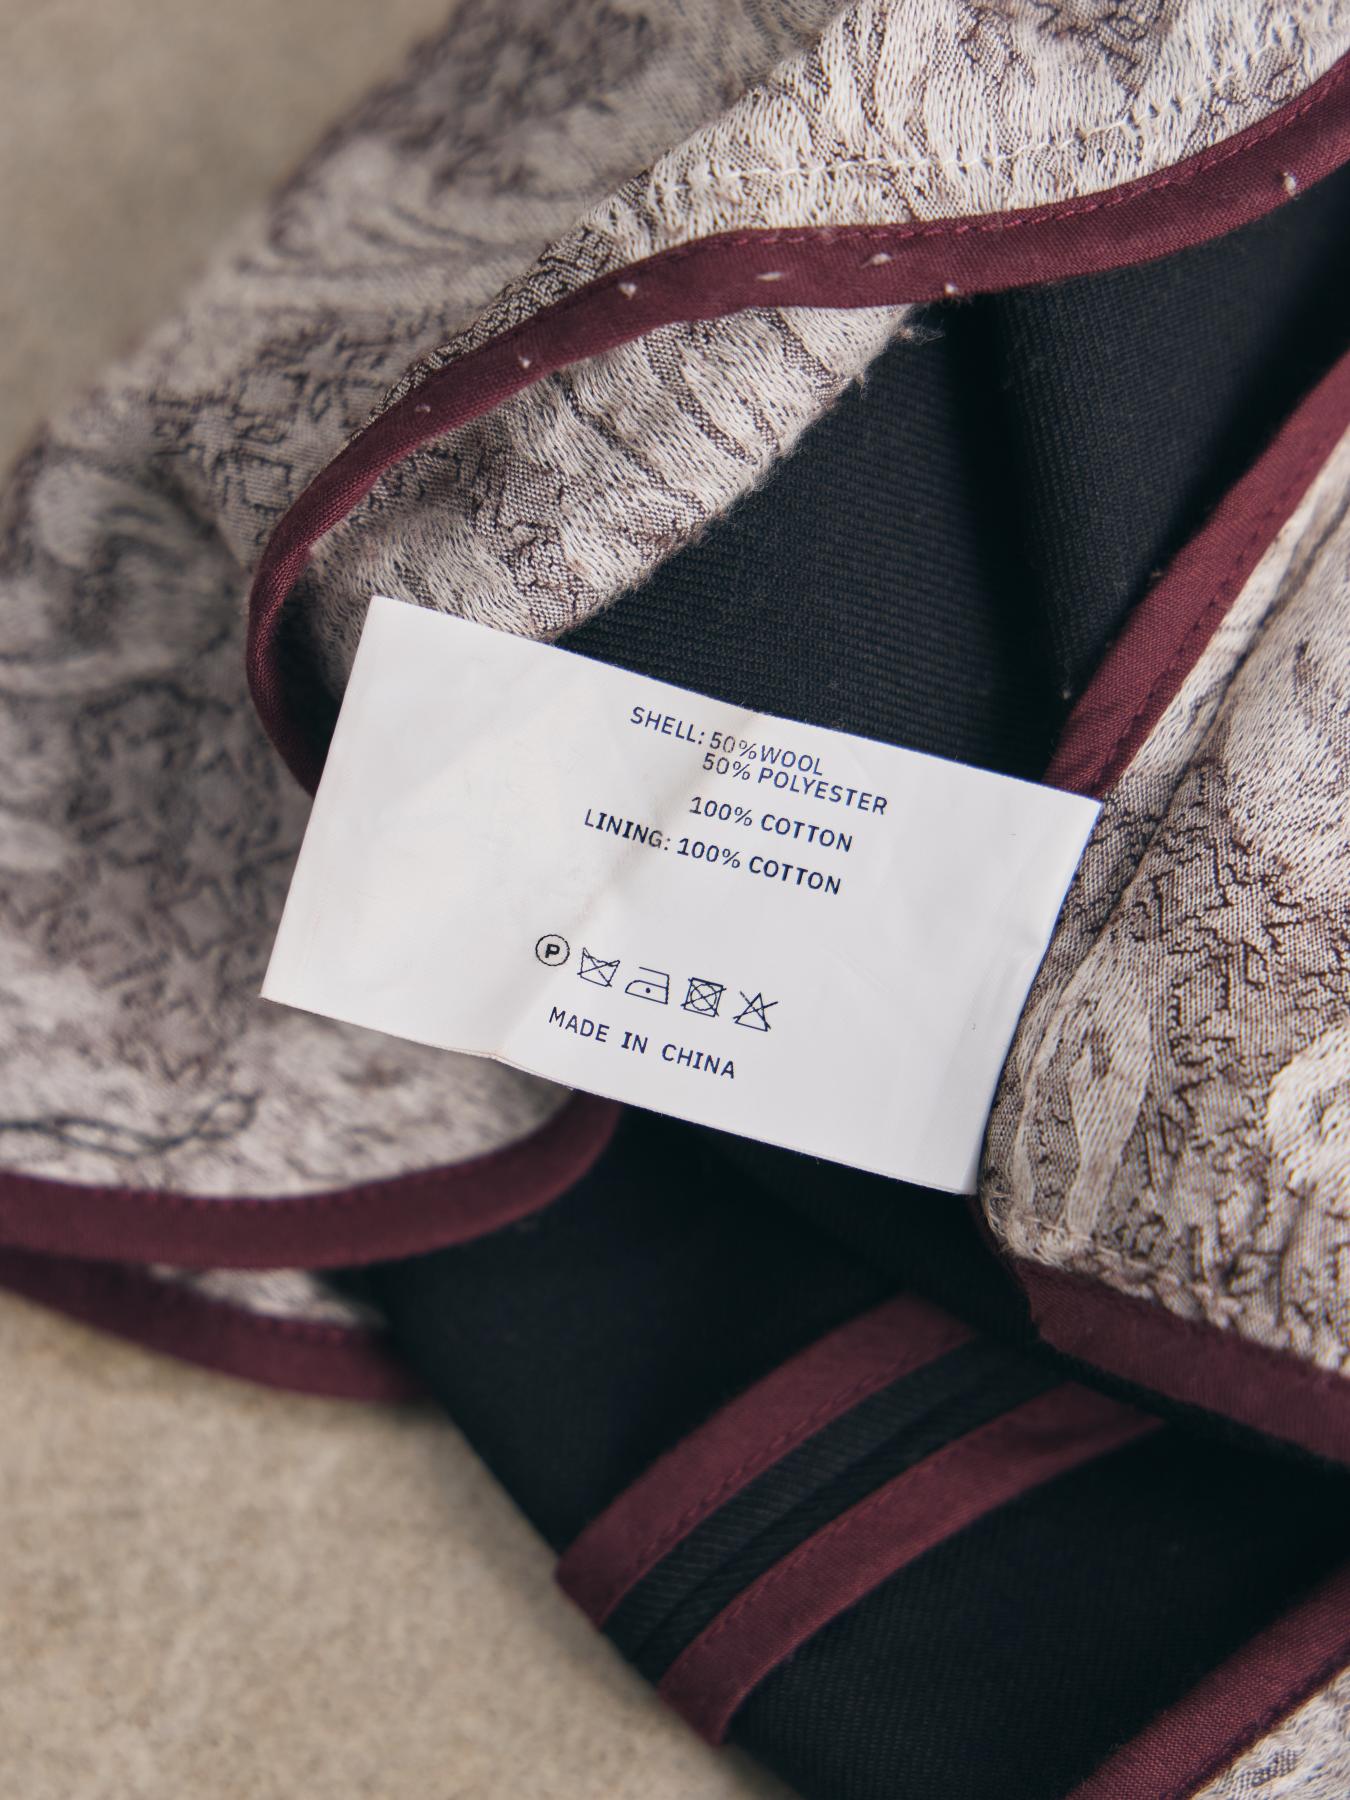 SHELL: 50%WOOL
50% POLYESTER
100% COTTON
LINING: 100% COTTON
P
MADE IN CHINA